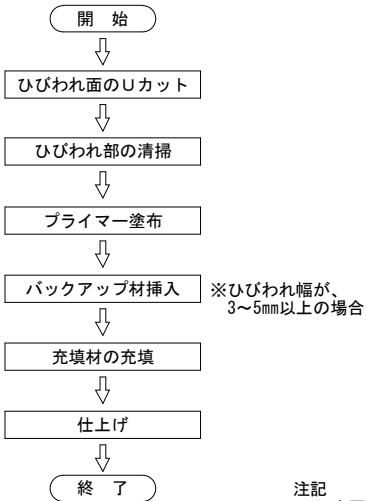 開　始
ひびわれ面のＵカット
ひびわれ部の清掃
プライマー塗布
バックアップ材挿入
※ひびわれ幅が、
3～5mm以上の場合
充填材の充填
仕上げ
終　了
注記